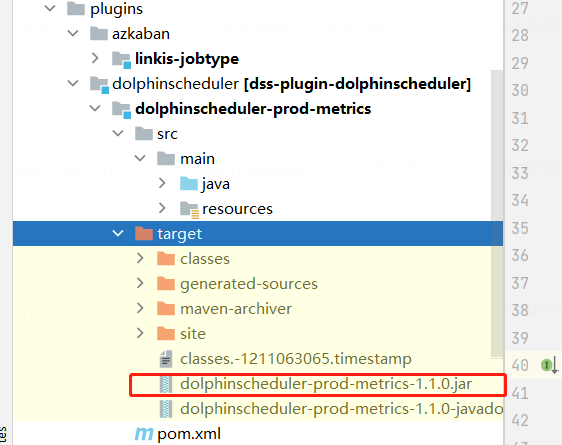 plugins
azkaban
linkis-jobtype
dolphinscheduler [dss-plugin-dolphinscheduler]
dolphinscheduler-prod-metrics
src
main
java
resources
target
classes
generated-sources
maven-archiver
site
classes.-1211063065.timestamp
dolphinscheduler-prod-metrics-1.1.0.jar
dolphinscheduler-prod-metrics-1.1.0-javado
pom.xml
27
28
29
30
31
32
33
34
35
36
37
38
39
40
41
42